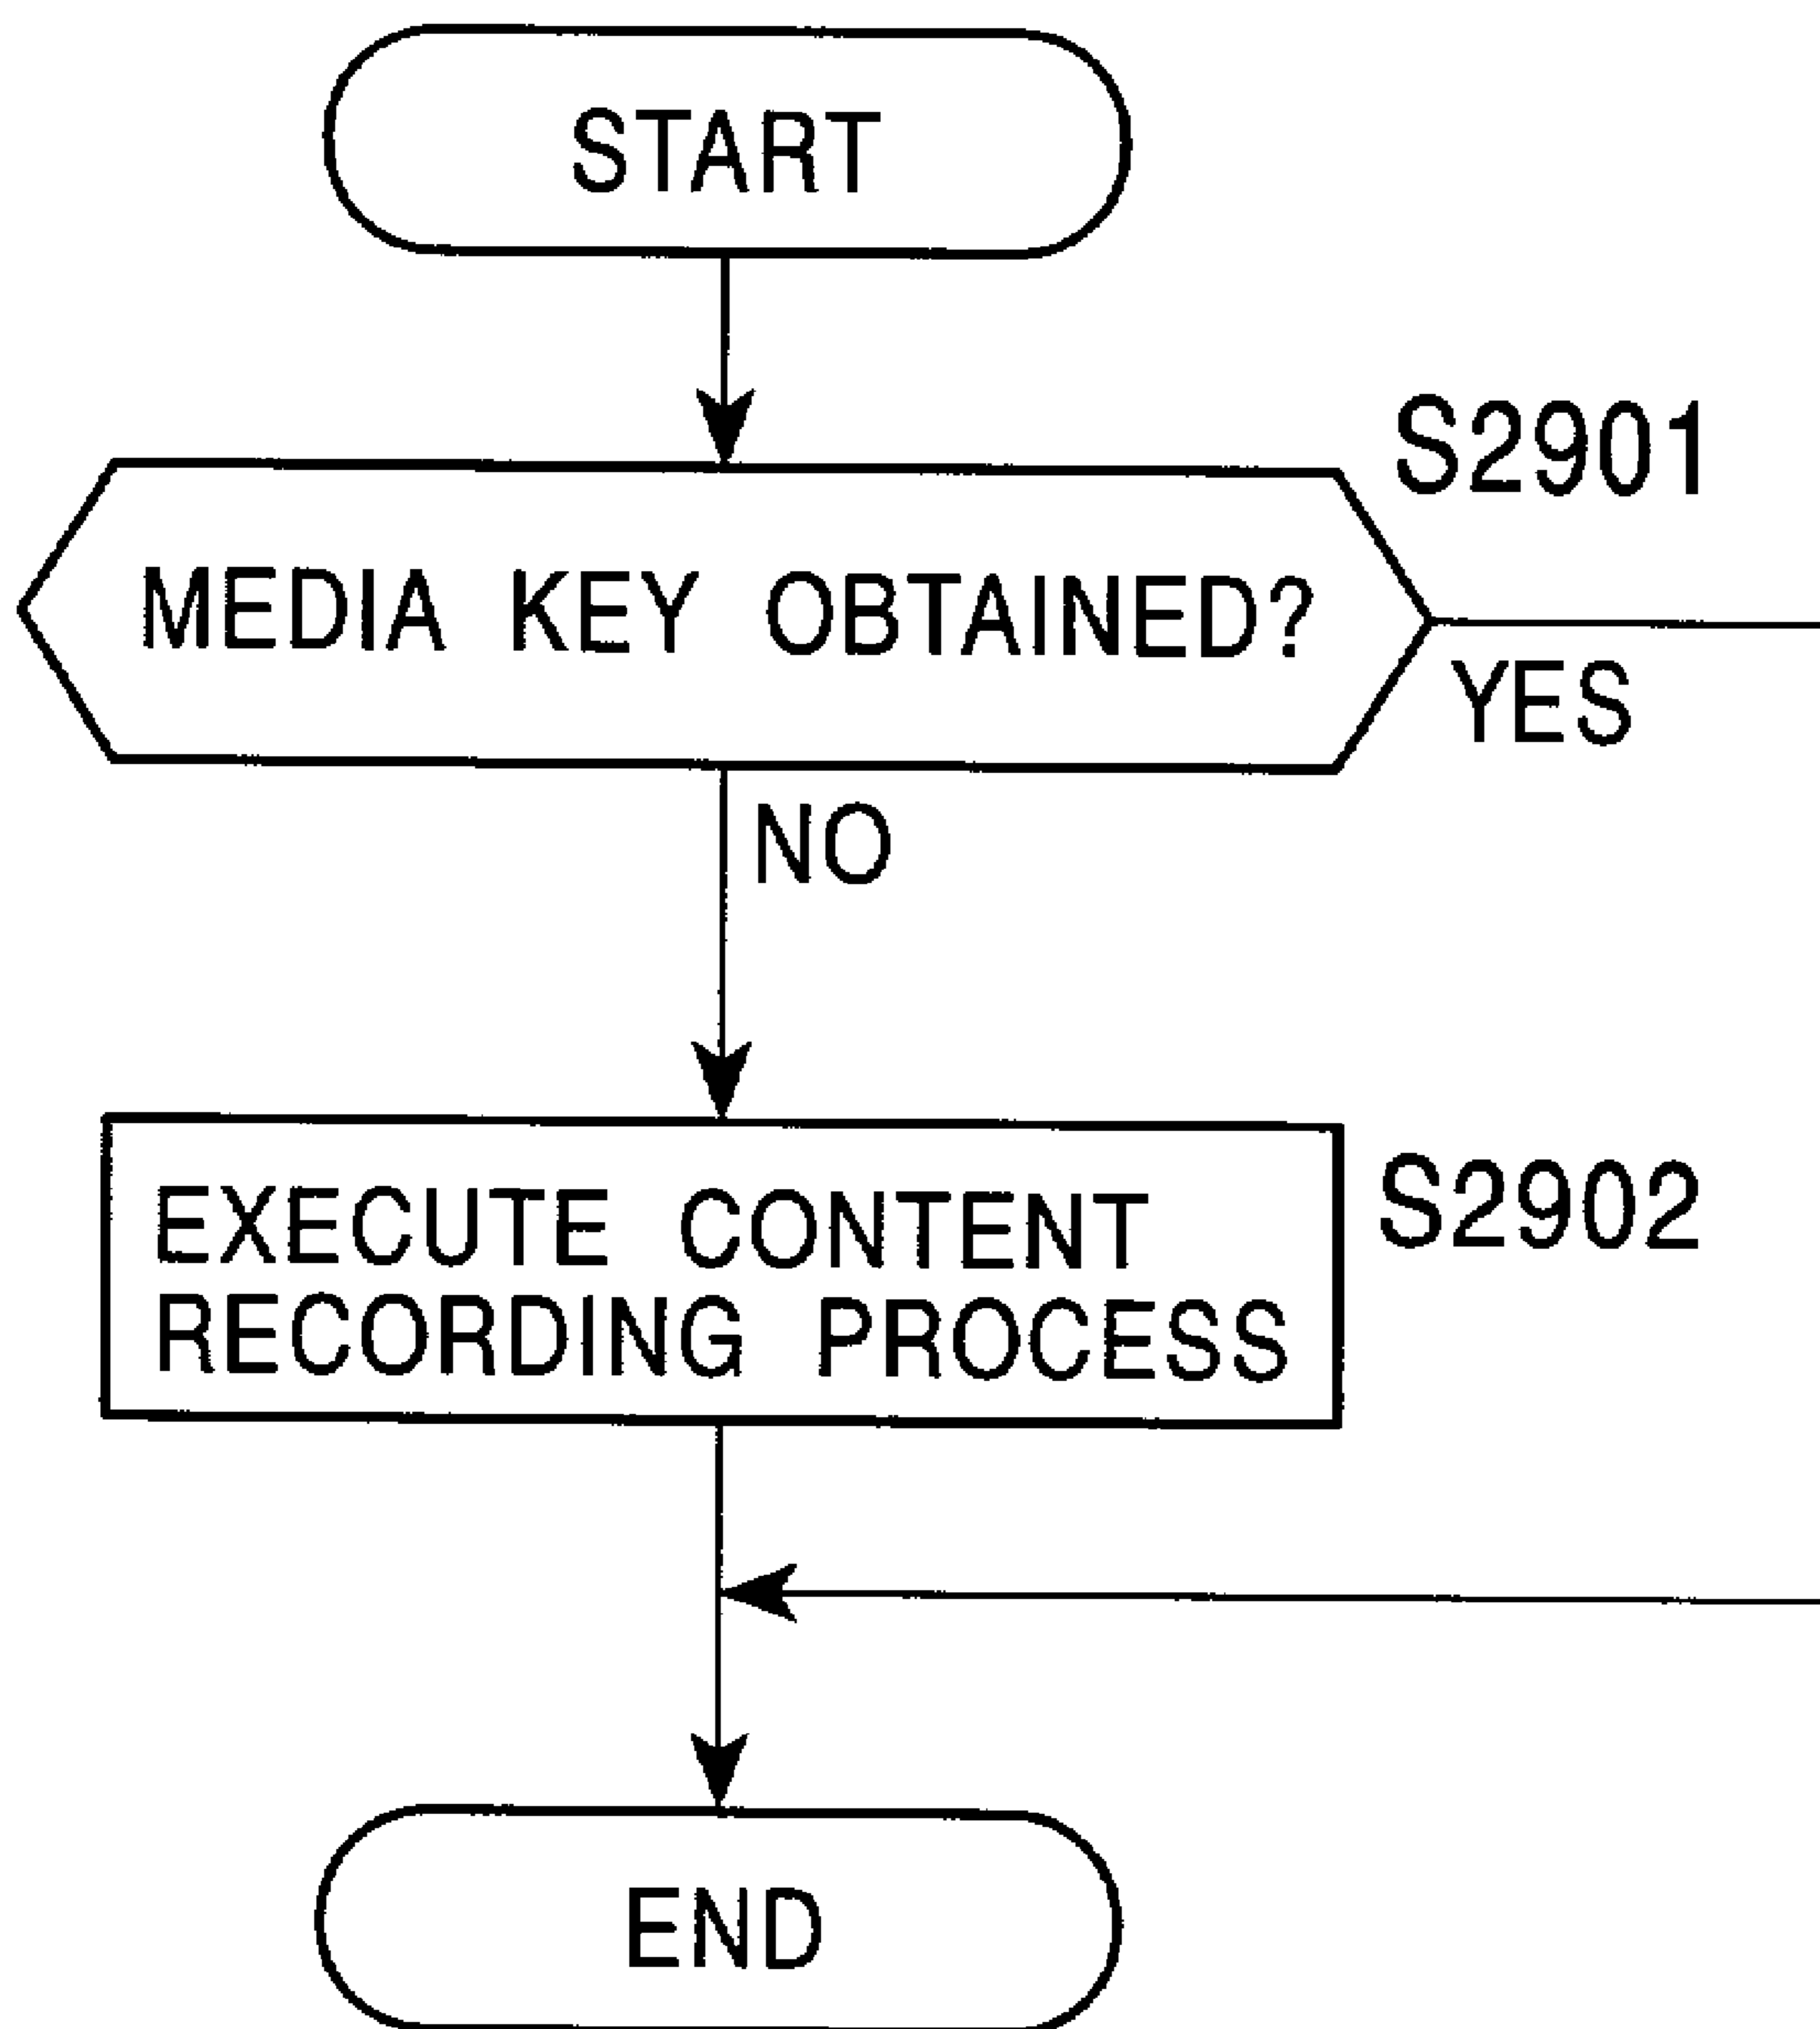 START
S2901
MEDIA KEY OBTAINED?
YES
NO
EXECUTE CONTENT
RECORDING PROCESS
S2902
END